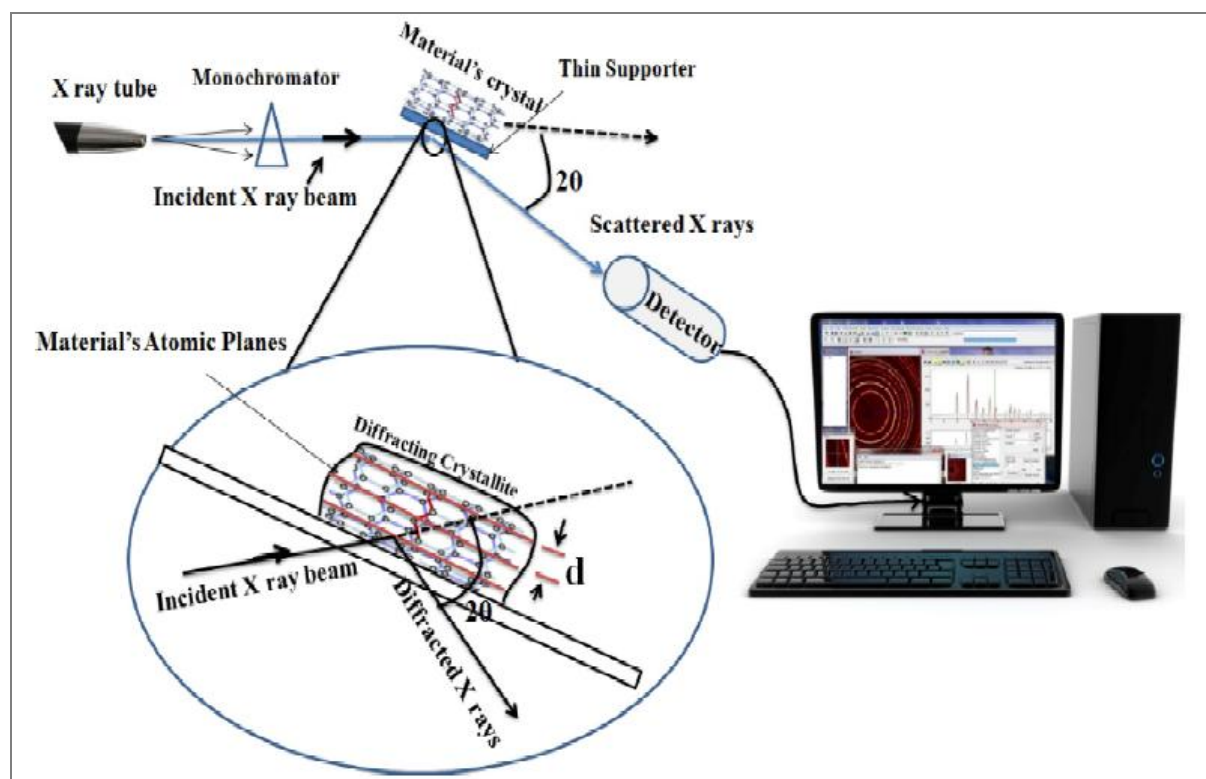 Material's crystal
Thin Supporter
Monochromator
X ray tube
Incident X ray beam
2θ
Scattered X rays
Detector
Material's Atomic Planes
Diffracting Crystallite
Incident X ray beam
d
2θ
Diffracted X rays